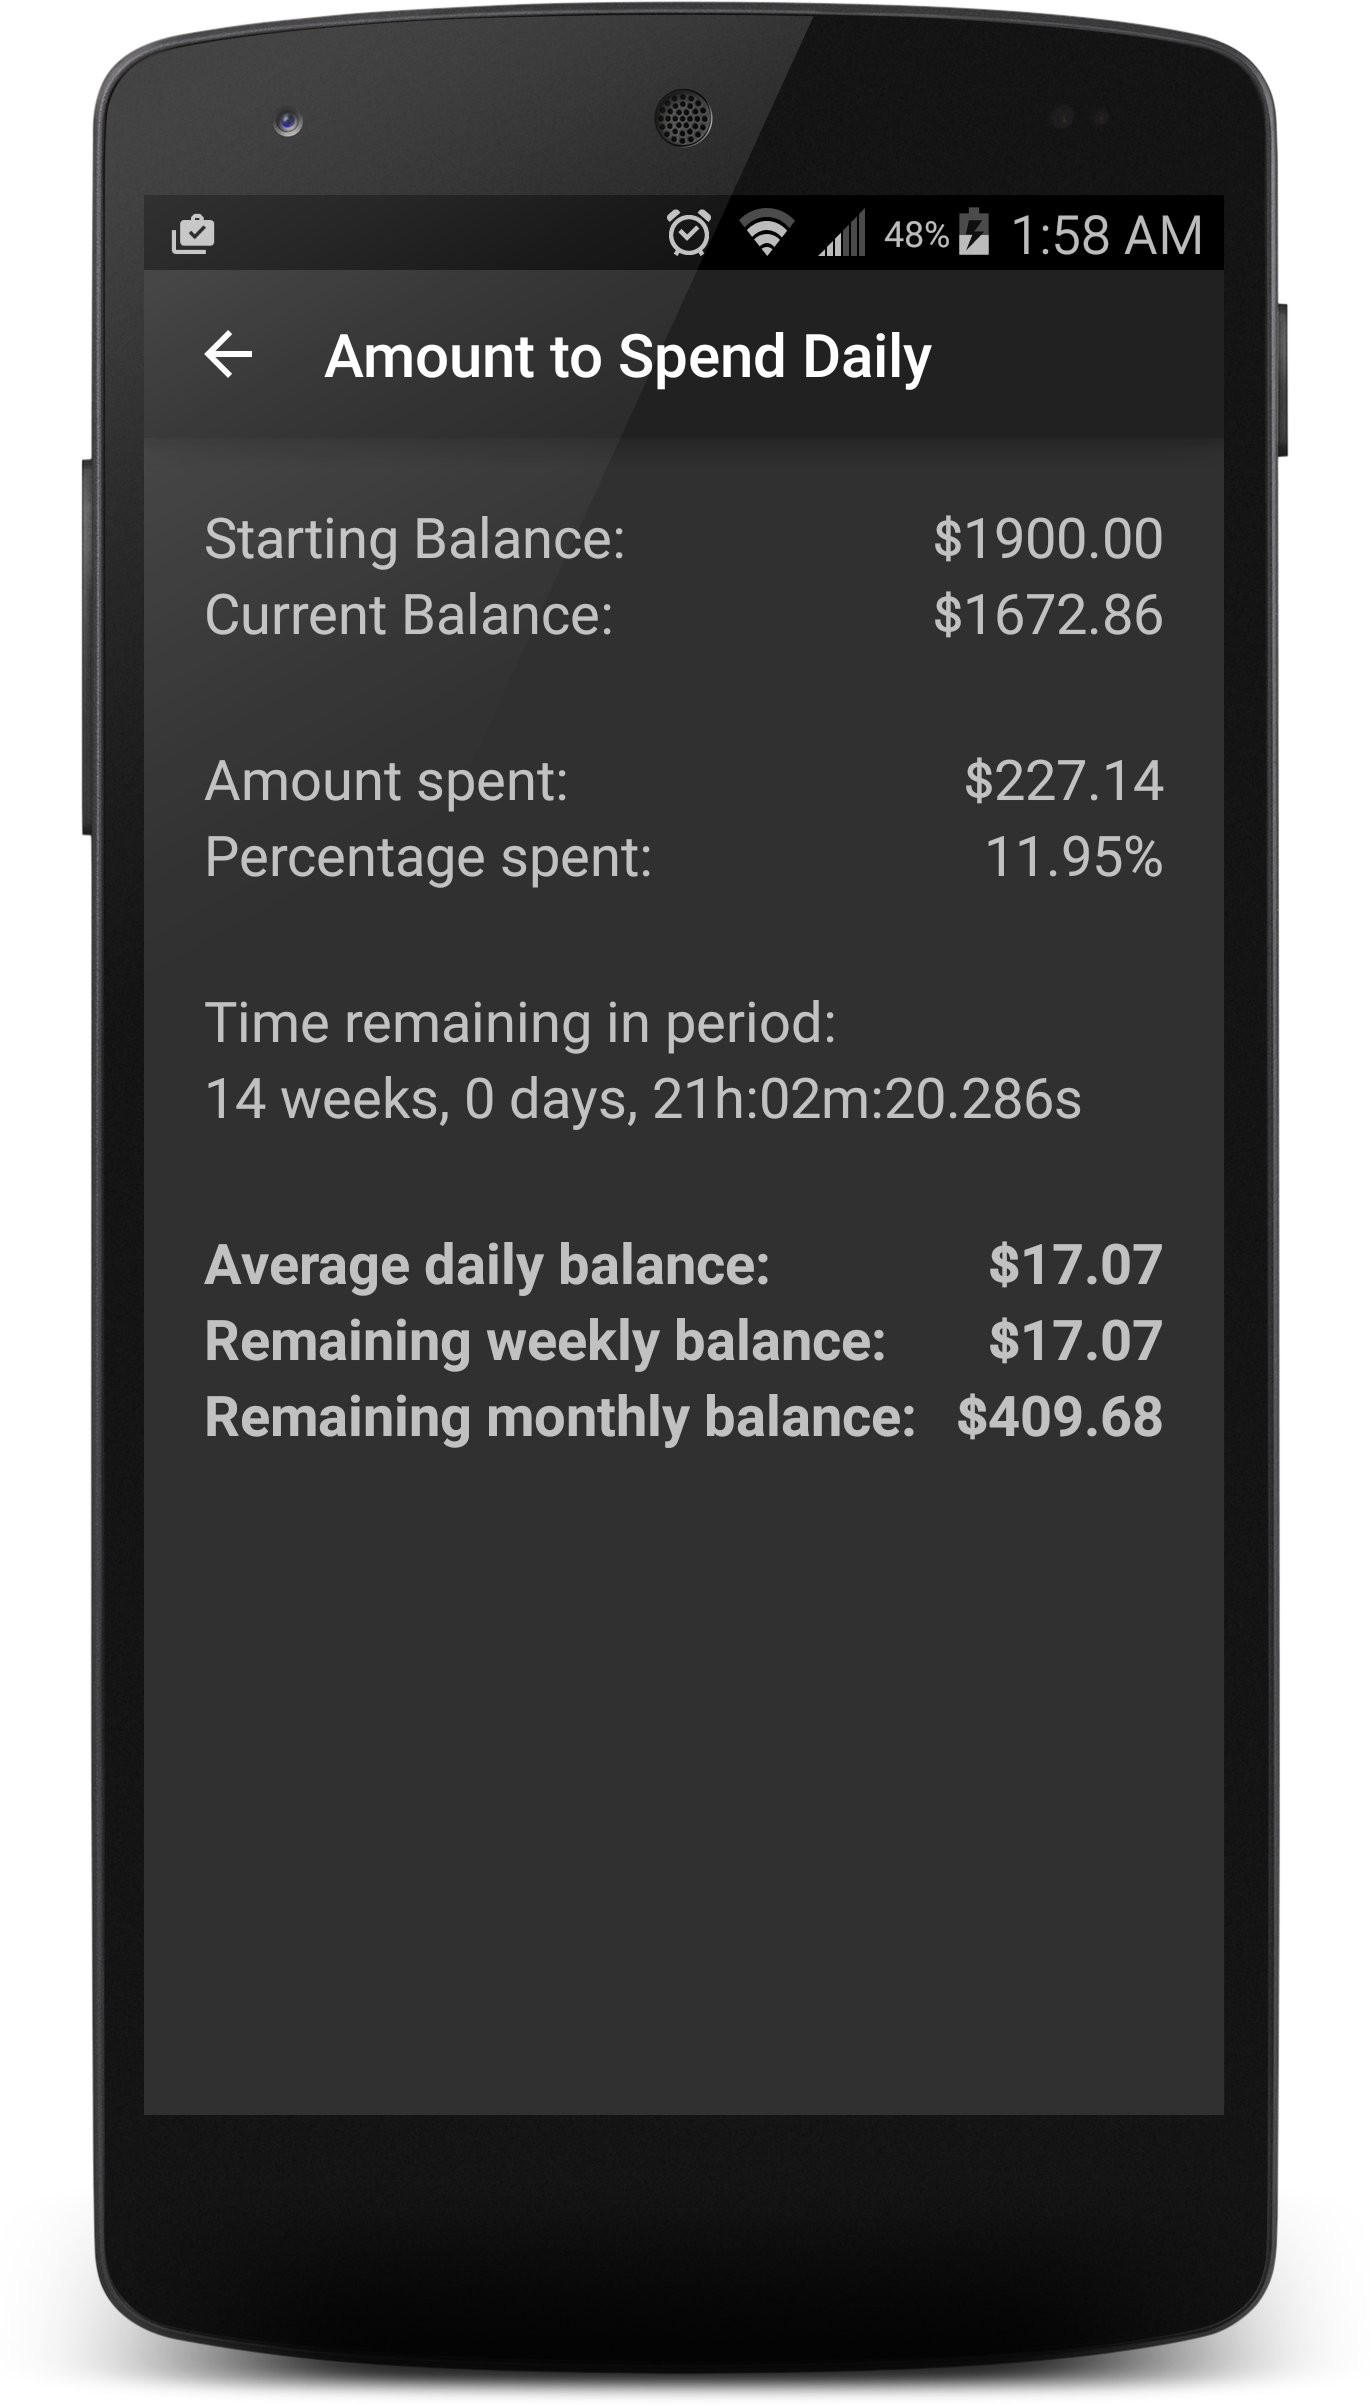 48% 1:58 AM
Amount to Spend Daily
Starting Balance: $1900.00
Current Balance: $1672.86
Amount spent: $227.14
Percentage spent: 11.95%
Time remaining in period:
14 weeks, 0 days, 21h:02m:20.286s
Average daily balance: $17.07
Remaining weekly balance: $17.07
Remaining monthly balance: $409.68